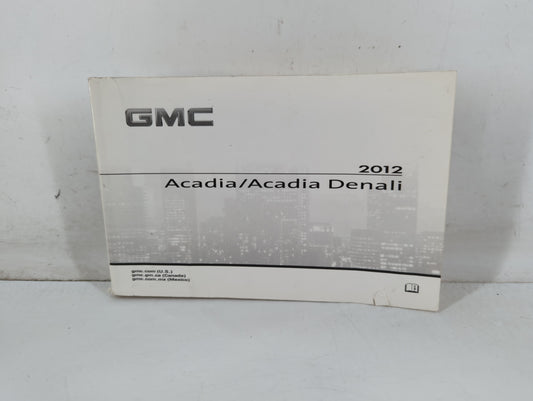 GMC
2012
Acadia/Acadia Denali
gmc.com (U.S.)
gmc.gm.ca (Canada)
gmc.com.mx (Mexico)